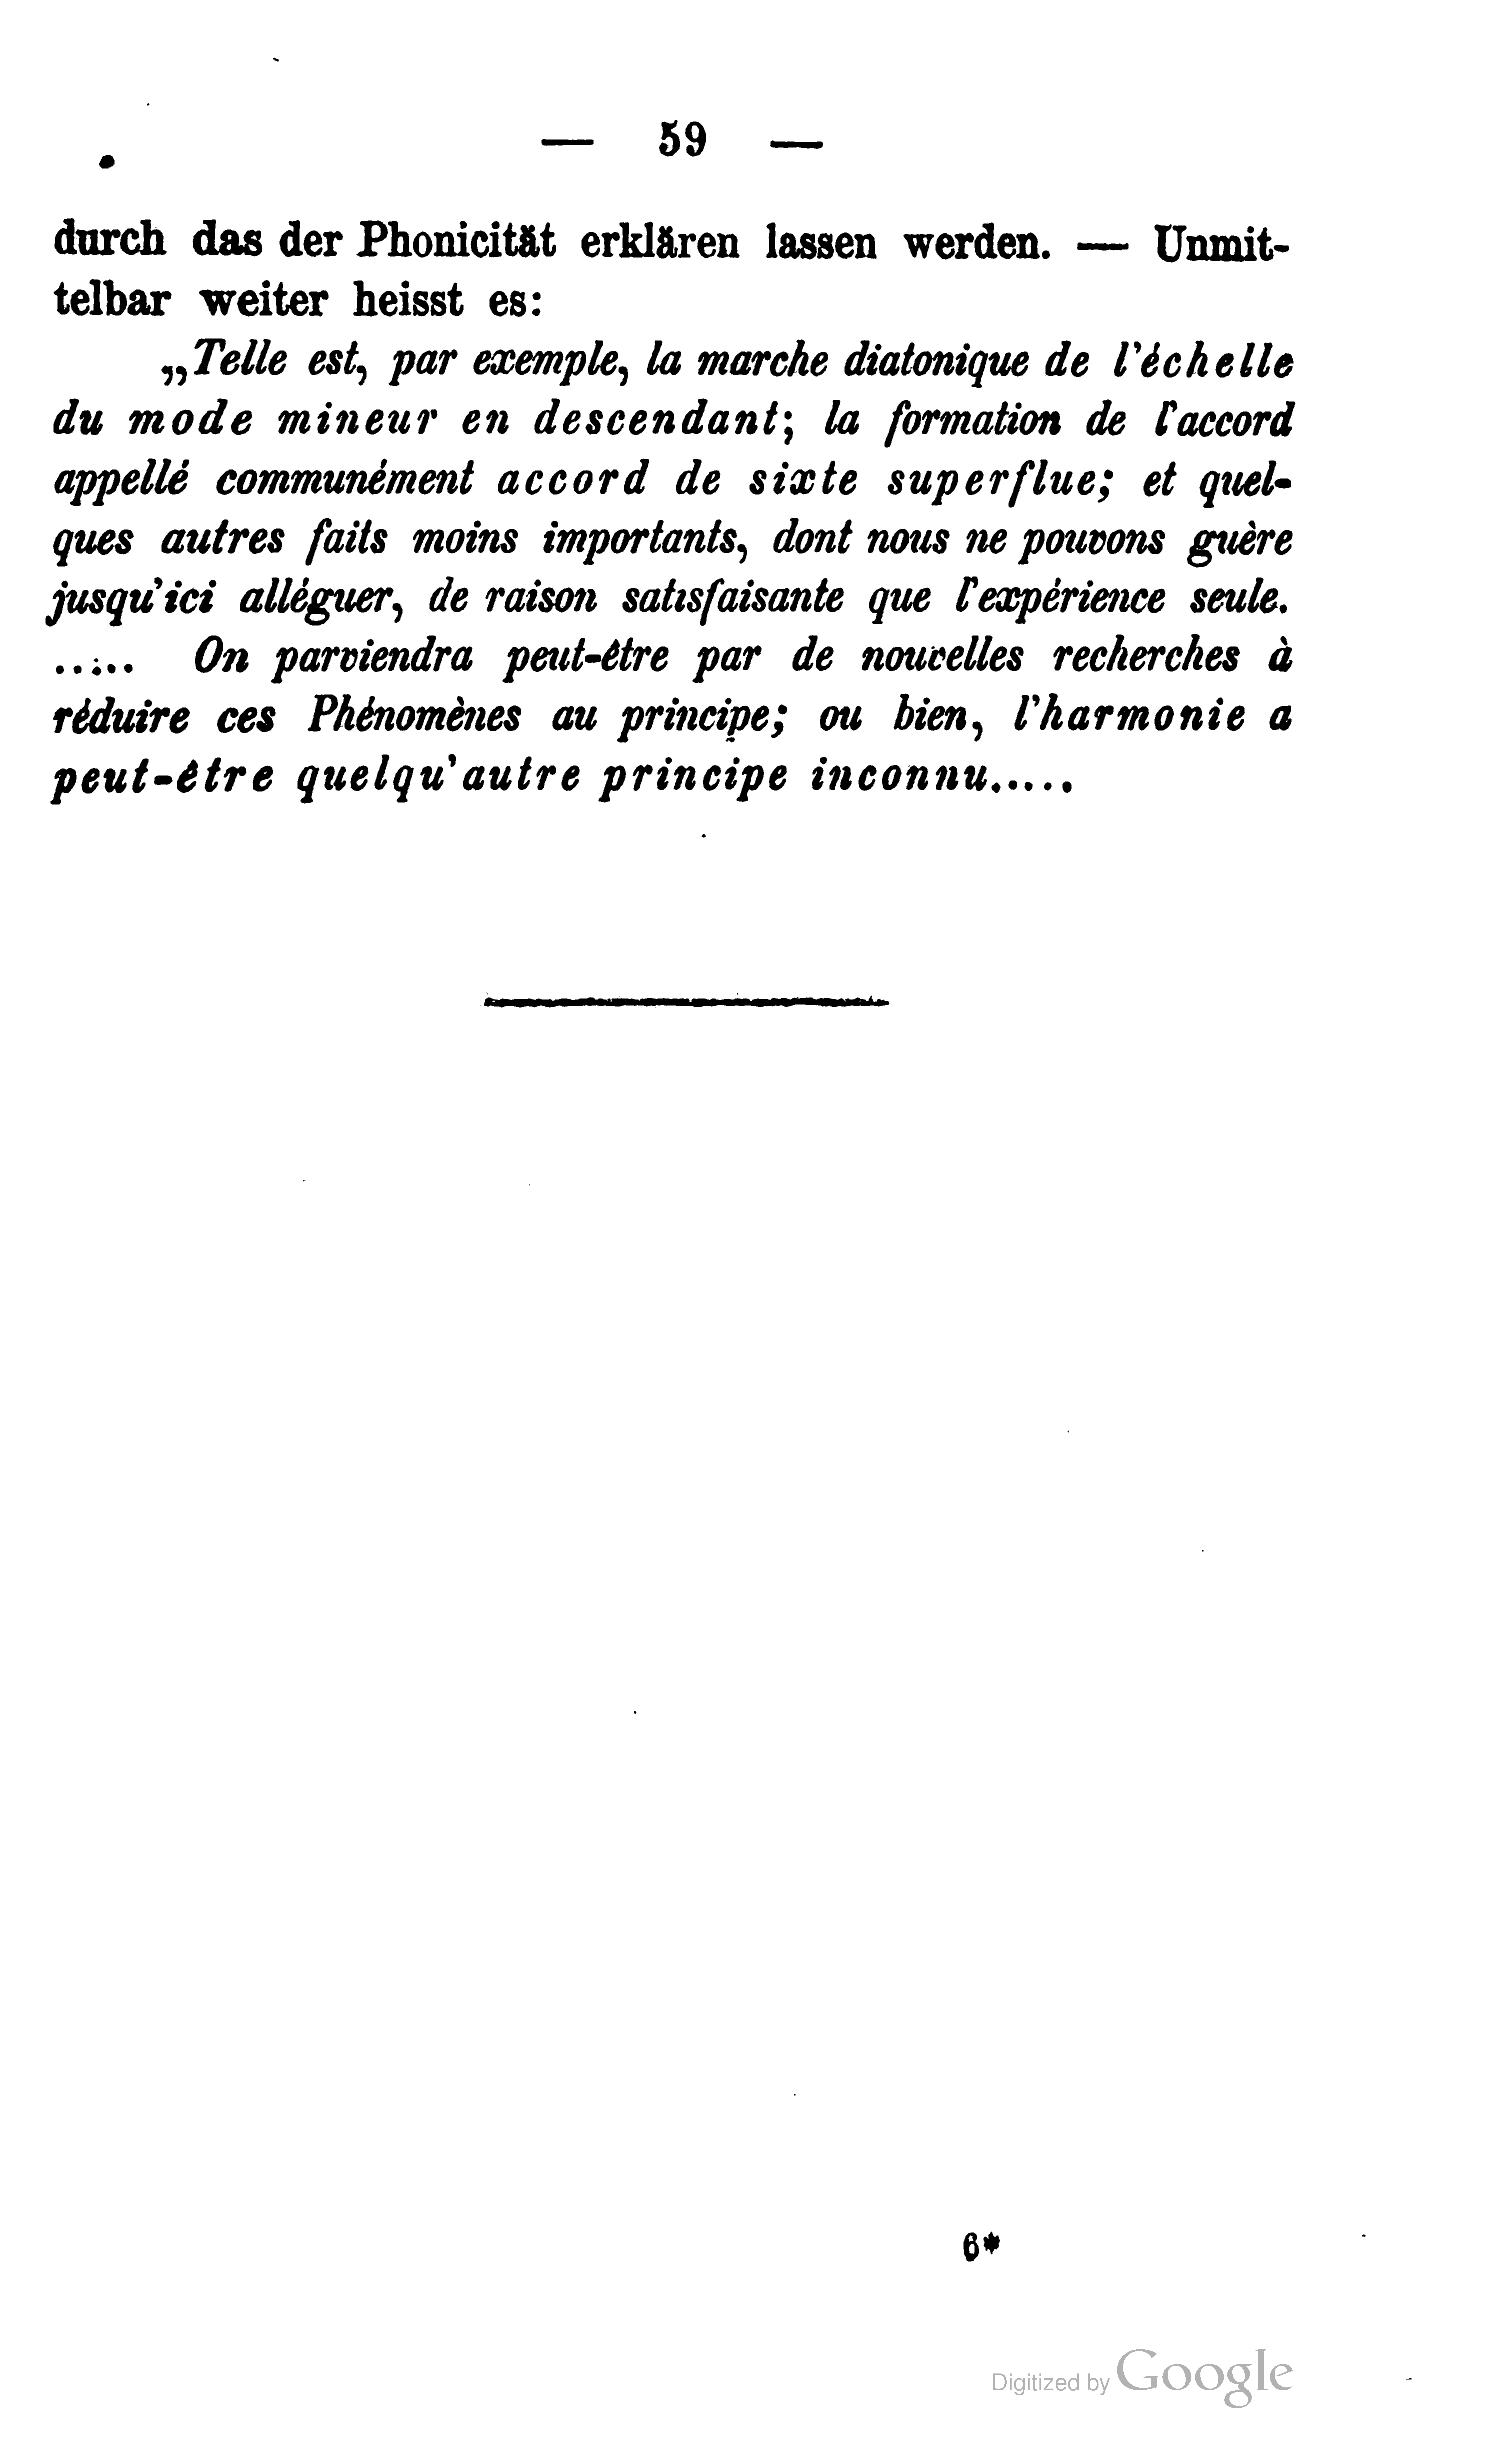 — 59 —
durch das der Phonicität erklären lassen werden. — Unmit-
telbar weiter heisst es:
„Telle est, par exemple, la marche diatonique de l'échelle
du mode mineur en descendant; la formation de l'accord
appellé communément accord de sixte superflue; et quel-
ques autres faits moins importants, dont nous ne pouvons guère
jusqu'ici alléguer, de raison satisfaisante que l'expérience seule.
..... On parviendra peut-être par de nouvelles recherches à
réduire ces Phénomènes au principe; ou bien, l'harmonie a
peut-être quelqu'autre principe inconnu.....
6*
Digitized by Google